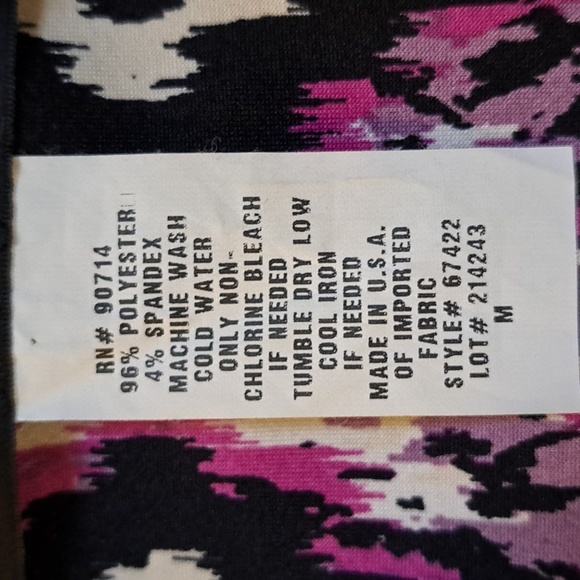 RN# 90714
96% POLYESTER
4% SPANDEX
MACHINE WASH
COLD WATER
ONLY NON-
CHLORINE BLEACH
IF NEEDED
TUMBLE DRY LOW
COOL IRON
IF NEEDED
MADE IN U.S.A.
OF IMPORTED
FABRIC
STYLE# 67422
LOT# 214243
M